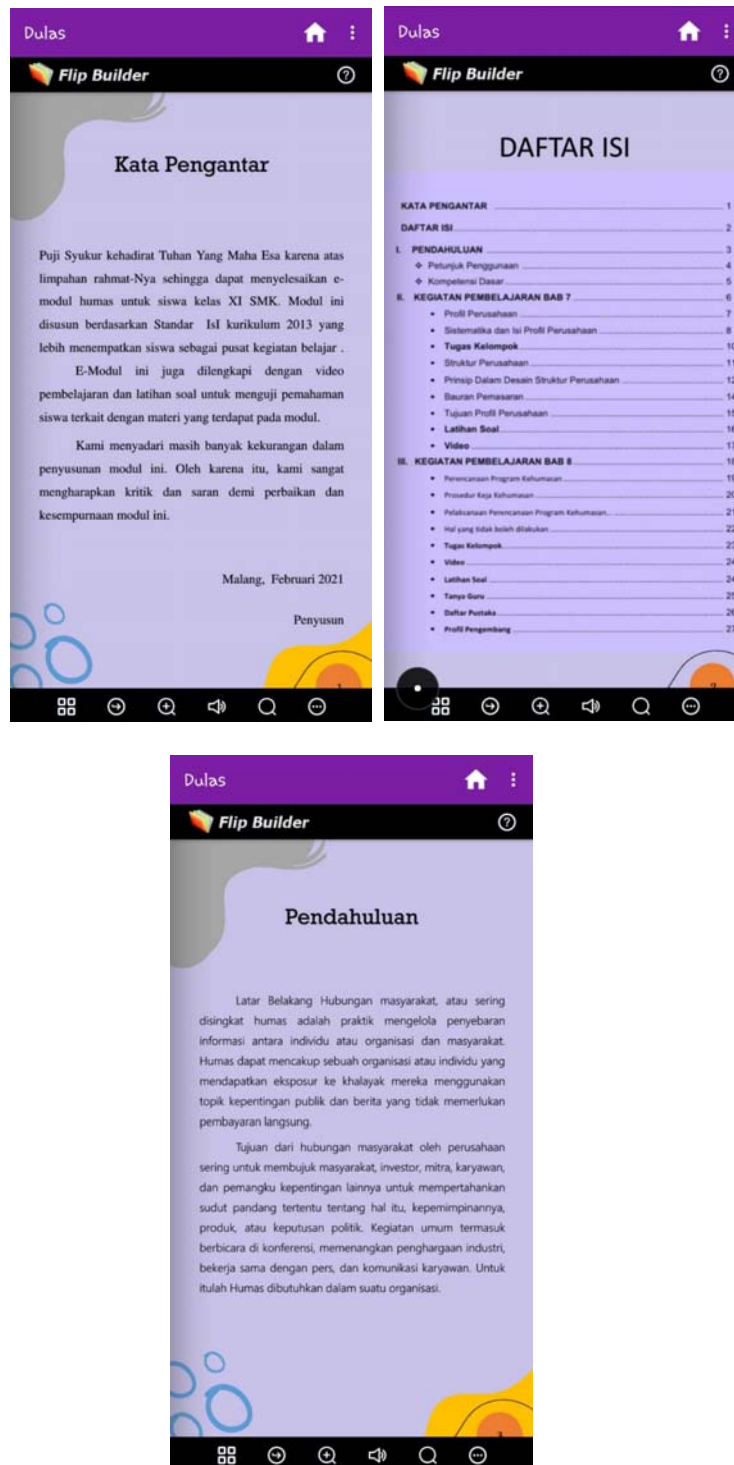 Dulas
Flip Builder
Kata Pengantar
Puji Syukur kehadirat Tuhan Yang Maha Esa karena atas
limpahan rahmat-Nya sehingga dapat menyelesaikan e-
modul humas untuk siswa kelas XI SMK. Modul ini
disusun berdasarkan Standar IsI kurikulum 2013 yang
lebih menempatkan siswa sebagai pusat kegiatan belajar .
E-Modul ini juga dilengkapi dengan video
pembelajaran dan latihan soal untuk menguji pemahaman
siswa terkait dengan materi yang terdapat pada modul.
Kami menyadari masih banyak kekurangan dalam
penyusunan modul ini. Oleh karena itu, kami sangat
mengharapkan kritik dan saran demi perbaikan dan
kesempurnaan modul ini.
Malang, Februari 2021
Penyusun
Dulas
Flip Builder
DAFTAR ISI
KATA PENGANTAR 1
DAFTAR ISI 2
I. PENDAHULUAN 3
Petunjuk Penggunaan 4
Kompetensi Dasar 5
II. KEGIATAN PEMBELAJARAN BAB 7 6
• Profil Perusahaan 7
• Sistematika dan Isi Profil Perusahaan 8
• Tugas Kelompok 10
• Struktur Perusahaan 11
• Prinsip Dalam Desain Struktur Perusahaan 12
• Bauran Pemasaran 14
• Tujuan Profil Perusahaan 15
• Latihan Soal 16
• Video 17
III. KEGIATAN PEMBELAJARAN BAB 8 18
• Perencanaan Program Kehumasan 19
• Prosedur Keja Kehumasan 20
• Pelaksanaan Perencanaan Program Kehumasan 21
• Hal yang tidak boleh dilakukan 22
• Tugas Kelompok 23
• Video 24
• Latihan Soal 24
• Tanya Guru 25
• Daftar Pustaka 26
• Profil Pengembang 27
Dulas
Flip Builder
Pendahuluan
Latar Belakang Hubungan masyarakat, atau sering
disingkat humas adalah praktik mengelola penyebaran
informasi antara individu atau organisasi dan masyarakat.
Humas dapat mencakup sebuah organisasi atau individu yang
mendapatkan eksposur ke khalayak mereka menggunakan
topik kepentingan publik dan berita yang tidak memerlukan
pembayaran langsung.
Tujuan dari hubungan masyarakat oleh perusahaan
sering untuk membujuk masyarakat, investor, mitra, karyawan,
dan pemangku kepentingan lainnya untuk mempertahankan
sudut pandang tertentu tentang hal itu, kepemimpinannya,
produk, atau keputusan politik. Kegiatan umum termasuk
berbicara di konferensi, memenangkan penghargaan industri,
bekerja sama dengan pers, dan komunikasi karyawan. Untuk
itulah Humas dibutuhkan dalam suatu organisasi.